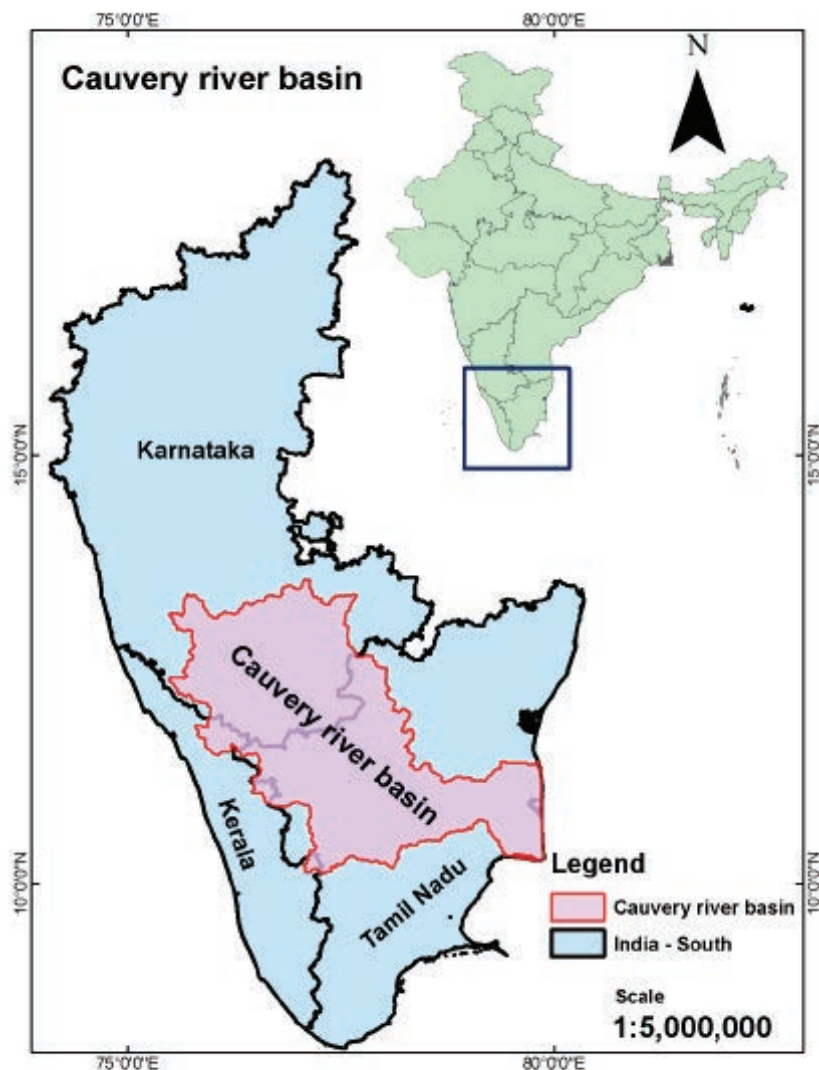 75°0'0"E
80°0'0"E
Cauvery river basin
N
15°0'0"N
15°0'0"N
Karnataka
Cauvery river basin
Kerala
Tamil Nadu
10°0'0"N
10°0'0"N
Legend
Cauvery river basin
India - South
Scale
1:5,000,000
75°0'0"E
80°0'0"E